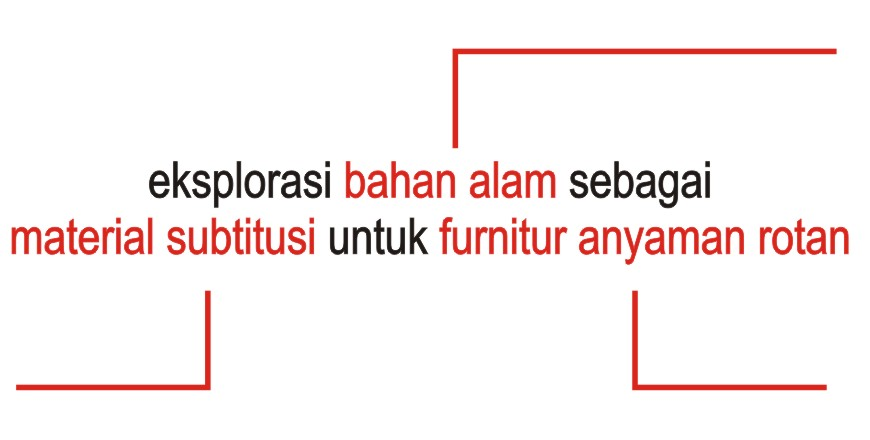 eksplorasi bahan alam sebagai
material subtitusi untuk furnitur anyaman rotan